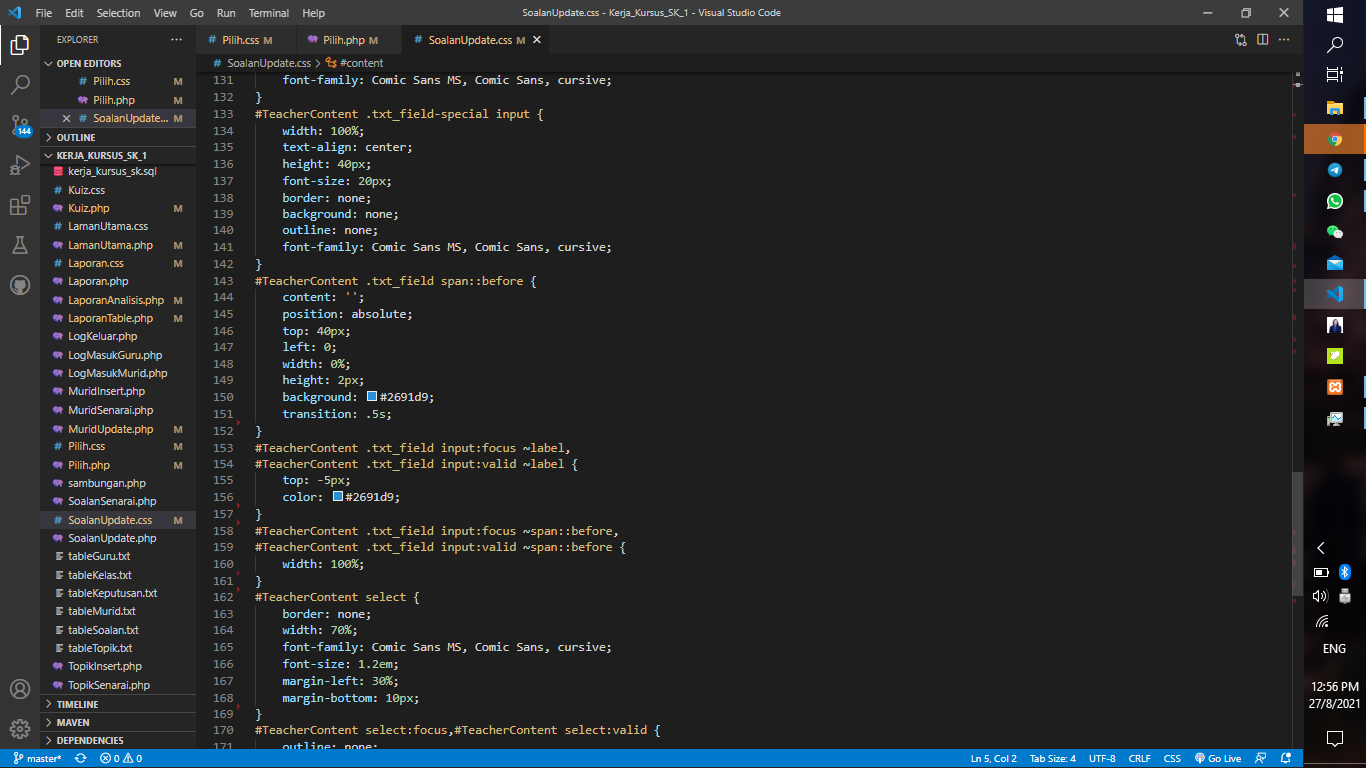 File Edit Selection View Go Run Terminal Help
SoalanUpdate.css - Kerja_Kursus_SK_1 - Visual Studio Code
EXPLORER
OPEN EDITORS
# Pilih.css M
Pilih.php M
# SoalanUpdate... M
144
OUTLINE
KERJA_KURSUS_SK_1
kerja_kursus_sk.sql
# Kuiz.css
Kuiz.php M
# LamanUtama.css
LamanUtama.php M
# Laporan.css M
Laporan.php
LaporanAnalisis.php M
LaporanTable.php M
LogKeluar.php
LogMasukGuru.php
LogMasukMurid.php
MuridInsert.php
MuridSenarai.php
MuridUpdate.php M
# Pilih.css M
Pilih.php M
sambungan.php
SoalanSenarai.php
# SoalanUpdate.css M
SoalanUpdate.php
tableGuru.txt
tableKelas.txt
tableKeputusan.txt
tableMurid.txt
tableSoalan.txt
tableTopik.txt
TopikInsert.php
TopikSenarai.php
TIMELINE
MAVEN
DEPENDENCIES
# Pilih.css M
Pilih.php M
# SoalanUpdate.css M
# SoalanUpdate.css > #content
131 font-family: Comic Sans MS, Comic Sans, cursive;
132 }
133 #TeacherContent .txt_field-special input {
134 width: 100%;
135 text-align: center;
136 height: 40px;
137 font-size: 20px;
138 border: none;
139 background: none;
140 outline: none;
141 font-family: Comic Sans MS, Comic Sans, cursive;
142 }
143 #TeacherContent .txt_field span::before {
144 content: '';
145 position: absolute;
146 top: 40px;
147 left: 0;
148 width: 0%;
149 height: 2px;
150 background: #2691d9;
151 transition: .5s;
152 }
153 #TeacherContent .txt_field input:focus ~label,
154 #TeacherContent .txt_field input:valid ~label {
155 top: -5px;
156 color: #2691d9;
157 }
158 #TeacherContent .txt_field input:focus ~span::before,
159 #TeacherContent .txt_field input:valid ~span::before {
160 width: 100%;
161 }
162 #TeacherContent select {
163 border: none;
164 width: 70%;
165 font-family: Comic Sans MS, Comic Sans, cursive;
166 font-size: 1.2em;
167 margin-left: 30%;
168 margin-bottom: 10px;
169 }
170 #TeacherContent select:focus,#TeacherContent select:valid {
171 outline: none;
master* 0 0
Ln 5, Col 2 Tab Size: 4 UTF-8 CRLF CSS Go Live
ENG
12:56 PM
27/8/2021